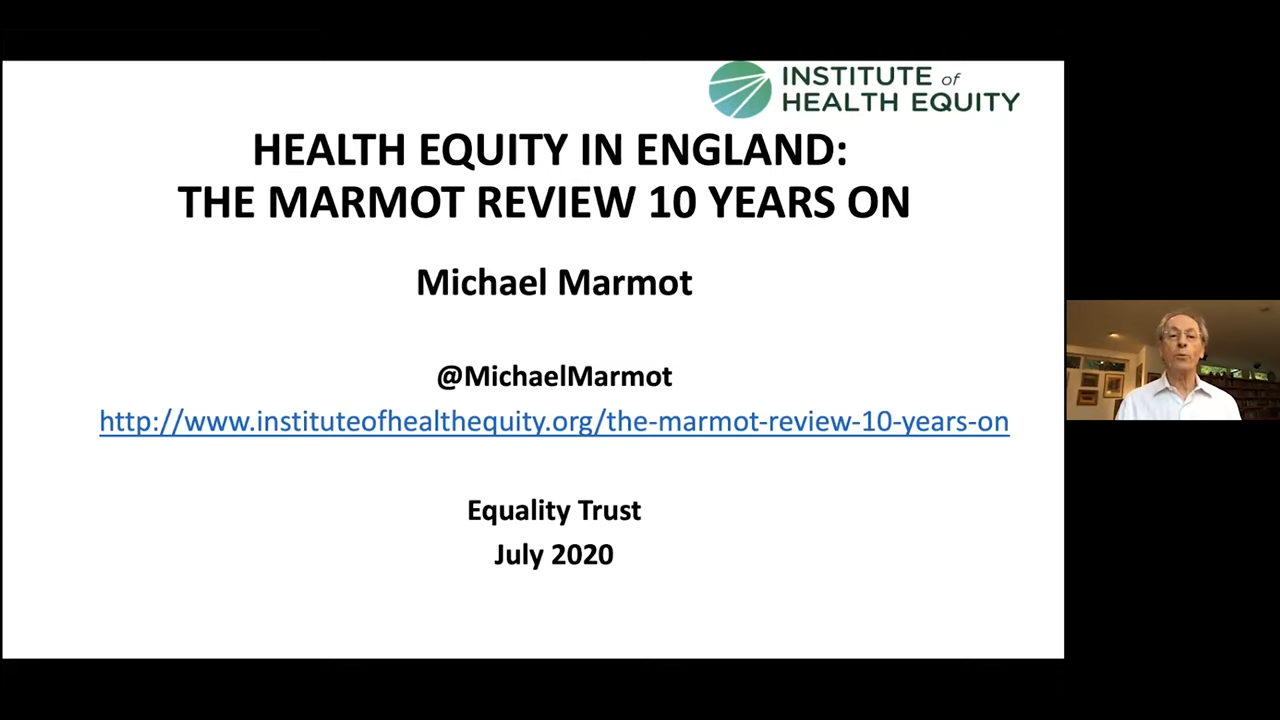 INSTITUTE of
HEALTH EQUITY
HEALTH EQUITY IN ENGLAND:
THE MARMOT REVIEW 10 YEARS ON
Michael Marmot
@MichaelMarmot
http://www.instituteofhealthequity.org/the-marmot-review-10-years-on
Equality Trust
July 2020